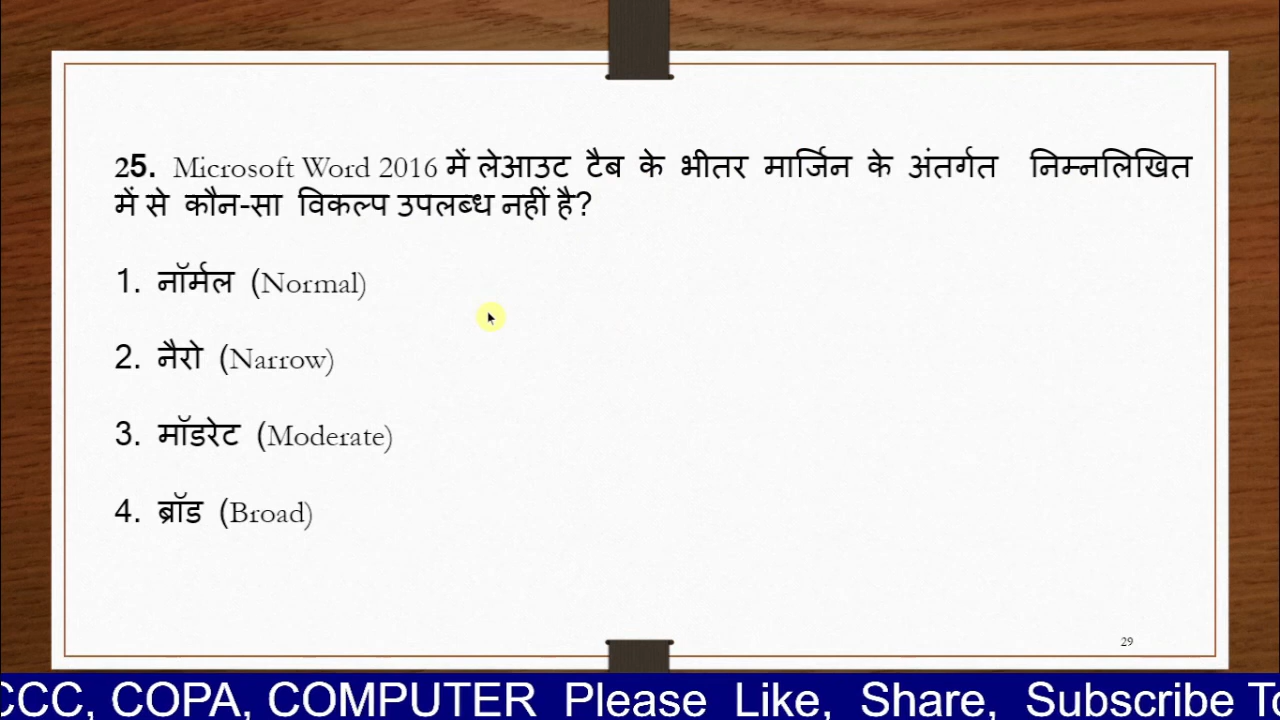 25. Microsoft Word 2016 में लेआउट टैब के भीतर मार्जिन के अंतर्गत निम्नलिखित
में से कौन-सा विकल्प उपलब्ध नहीं है?
1. नॉर्मल (Normal)
2. नैरो (Narrow)
3. मॉडरेट (Moderate)
4. ब्रॉड (Broad)
29
CCC, COPA, COMPUTER Please Like, Share, Subscribe To